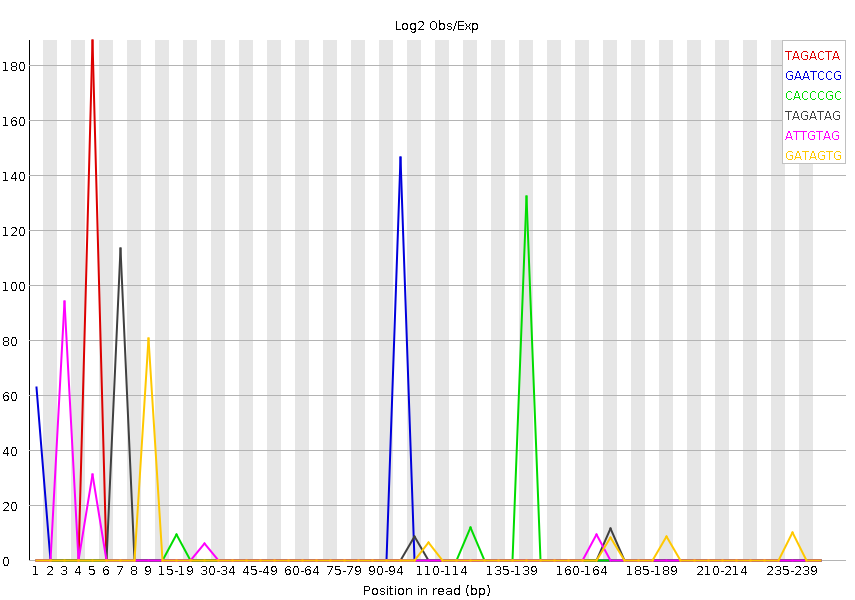 Log2 Obs/Exp
TAGACTA
GAATCCG
CACCCGC
TAGATAG
ATTGTAG
GATAGTG
180
160
140
120
100
80
60
40
20
0
1 2 3 4 5 6 7 8 9 15-19 30-34 45-49 60-64 75-79 90-94 110-114 135-139 160-164 185-189 210-214 235-239
Position in read (bp)